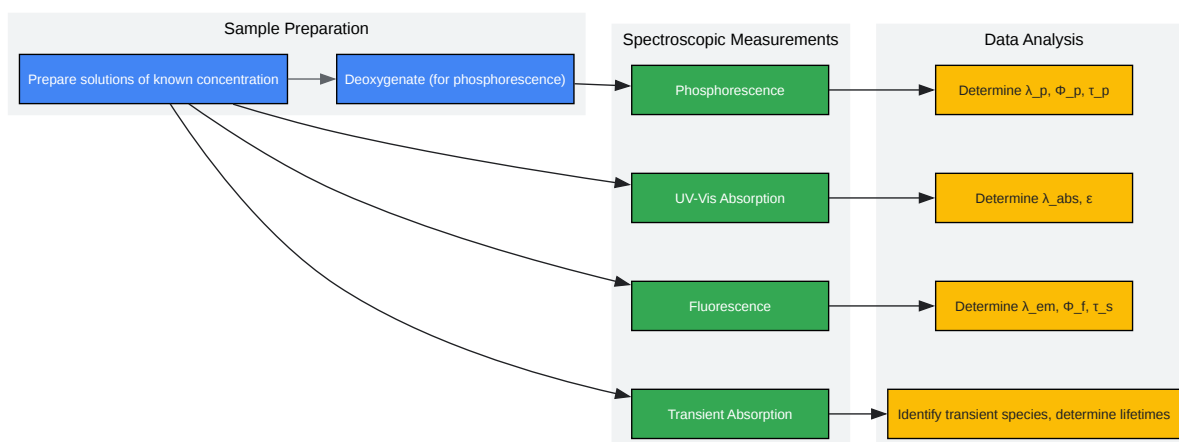 Sample Preparation
Prepare solutions of known concentration
Deoxygenate (for phosphorescence)
Spectroscopic Measurements
Phosphorescence
UV-Vis Absorption
Fluorescence
Transient Absorption
Data Analysis
Determine λ_p, Φ_p, τ_p
Determine λ_abs, ε
Determine λ_em, Φ_f, τ_s
Identify transient species, determine lifetimes